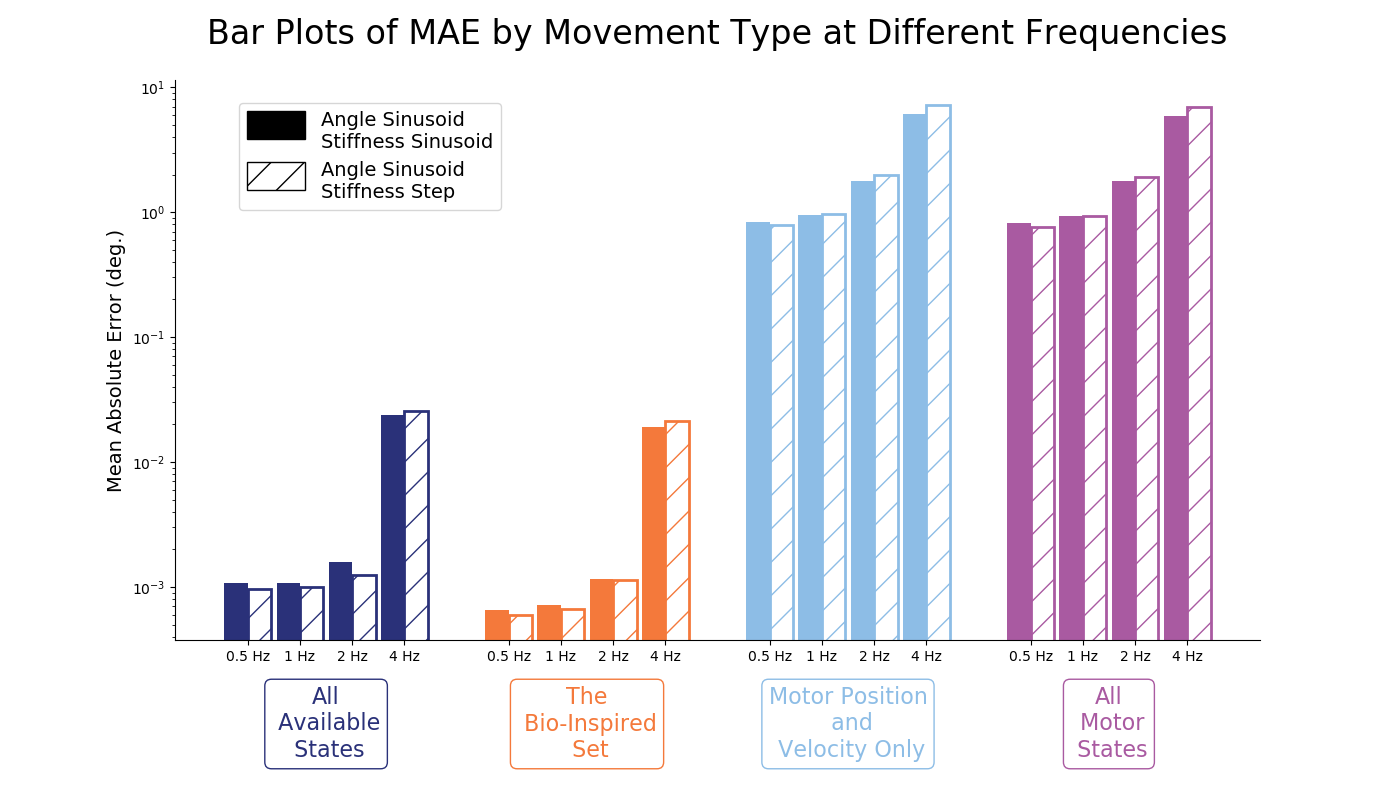 Bar Plots of MAE by Movement Type at Different Frequencies
Angle Sinusoid
Stiffness Sinusoid
Angle Sinusoid
Stiffness Step
Mean Absolute Error (deg.)
10¹
10⁰
10⁻¹
10⁻²
10⁻³
0.5 Hz 1 Hz 2 Hz 4 Hz 0.5 Hz 1 Hz 2 Hz 4 Hz 0.5 Hz 1 Hz 2 Hz 4 Hz 0.5 Hz 1 Hz 2 Hz 4 Hz
All
Available
States
The
Bio-Inspired
Set
Motor Position
and
Velocity Only
All
Motor
States